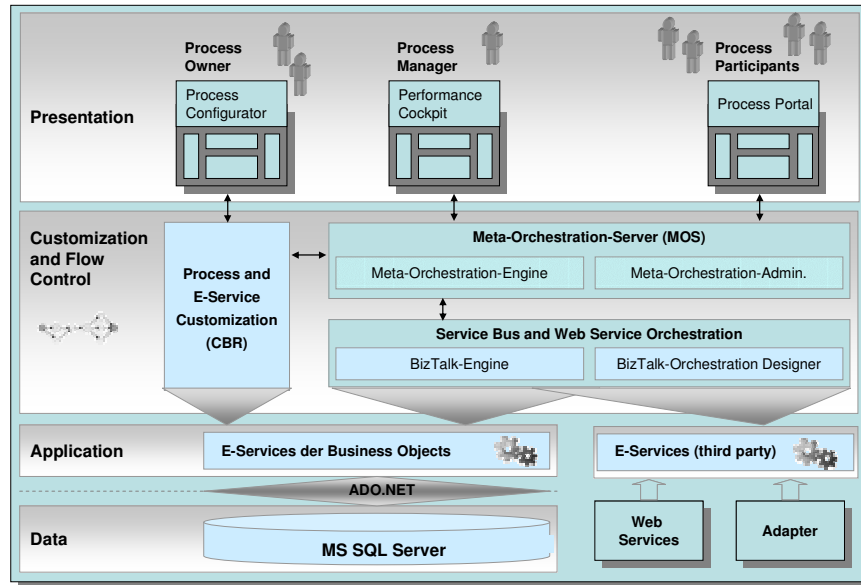 Process
Owner
Process
Manager
Process
Participants
Process
Configurator
Performance
Cockpit
Process Portal
Presentation
Customization
and Flow
Control
Process and
E-Service
Customization
(CBR)
Meta-Orchestration-Server (MOS)
Meta-Orchestration-Engine
Meta-Orchestration-Admin.
Service Bus and Web Service Orchestration
BizTalk-Engine
BizTalk-Orchestration Designer
Application
E-Services der Business Objects
E-Services (third party)
ADO.NET
Data
MS SQL Server
Web
Services
Adapter